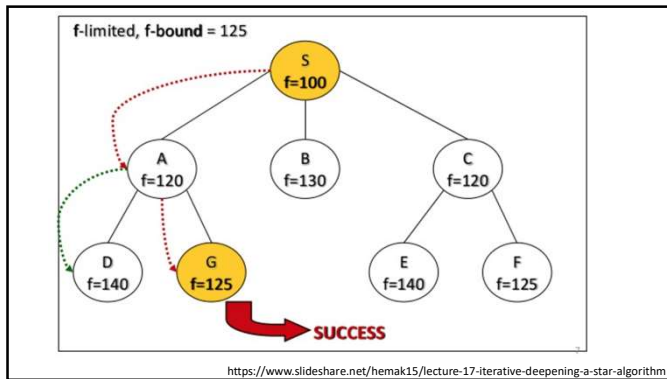 f-limited, f-bound = 125
S
f=100
A
f=120
B
f=130
C
f=120
D
f=140
G
f=125
E
f=140
F
f=125
SUCCESS
7
https://www.slideshare.net/hemak15/lecture-17-iterative-deepening-a-star-algorithm